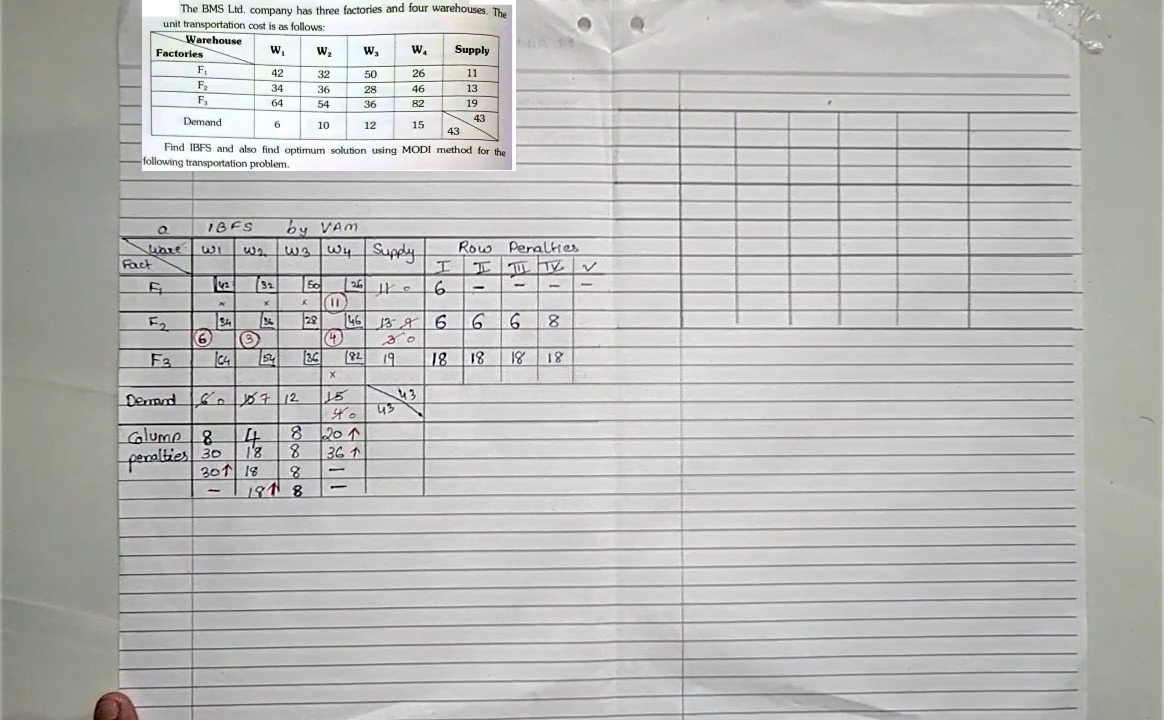 The BMS Ltd. company has three factories and four warehouses. The
unit transportation cost is as follows:
Warehouse
Factories W₁ W₂ W₃ W₄ Supply
F₁ 42 32 50 26 11
F₂ 34 36 28 46 13
F₃ 64 54 36 82 19
Demand 6 10 12 15 43 43
Find IBFS and also find optimum solution using MODI method for the
following transportation problem.
a IBFS by VAM
Ware W1 W2 W3 W4 Supply Row Penalties
Fact I II III IV V
F1 42 32 50 26 11 0 6 - - - -
x x x 11
F2 34 36 28 46 13 9 6 6 6 8
6 3 4 3 0
F3 64 54 36 82 19 18 18 18 18
x
Demand 6 0 10 7 12 15 43
4 0 43
Column 8 4 8 20 ↑
penalties 30 18 8 36 ↑
30↑ 18 8 -
- 18↑ 8 -